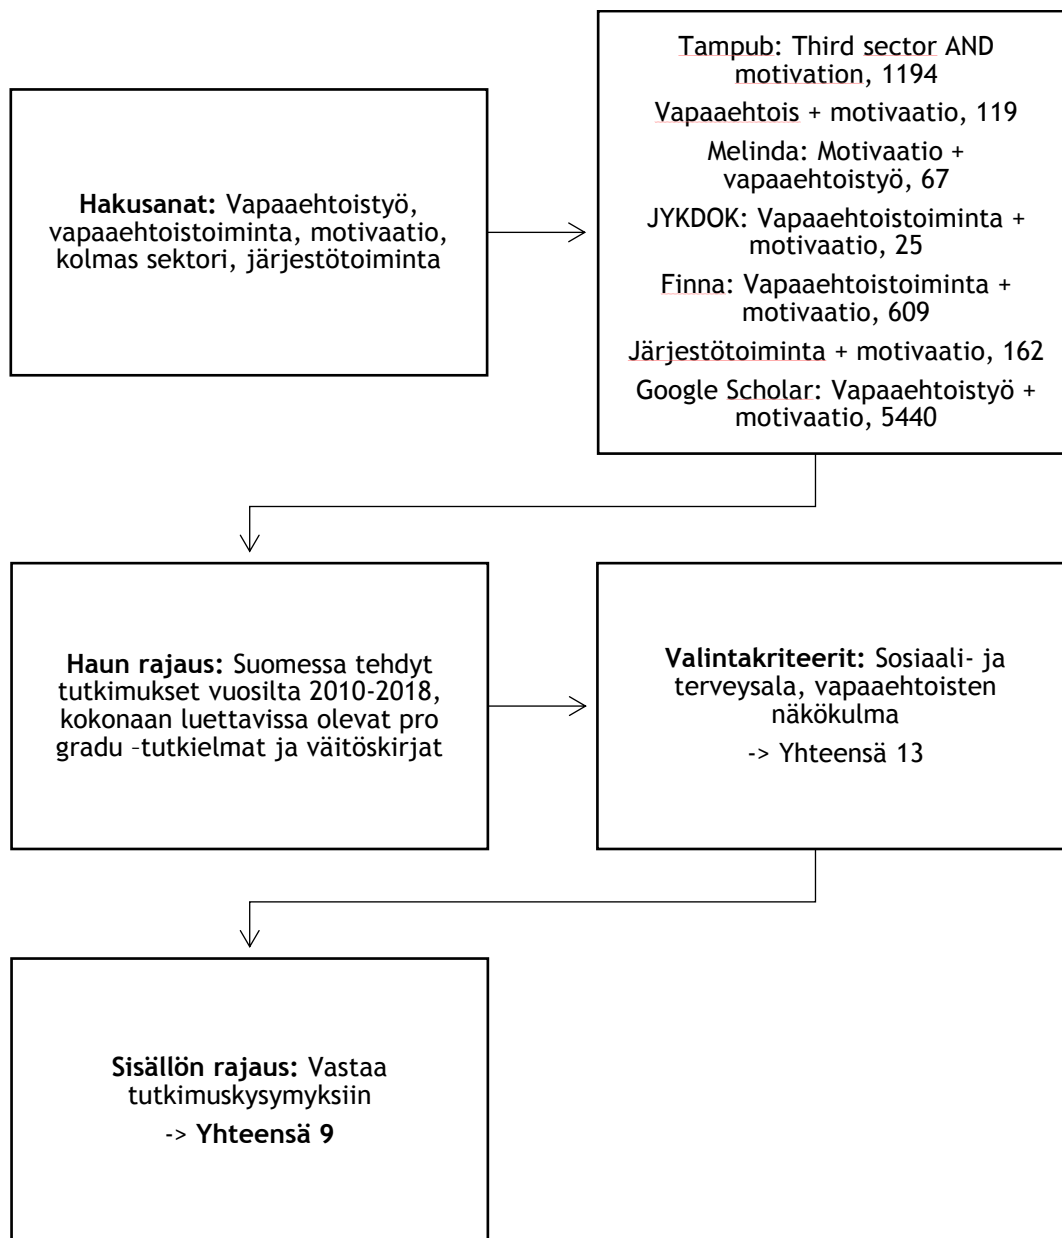 Hakusanat: Vapaaehtoistyö,
vapaaehtoistoiminta, motivaatio,
kolmas sektori, järjestötoiminta
Tampub: Third sector AND
motivation, 1194
Vapaaehtois + motivaatio, 119
Melinda: Motivaatio +
vapaaehtoistyö, 67
JYKDOK: Vapaaehtoistoiminta +
motivaatio, 25
Finna: Vapaaehtoistoiminta +
motivaatio, 609
Järjestötoiminta + motivaatio, 162
Google Scholar: Vapaaehtoistyö +
motivaatio, 5440
Haun rajaus: Suomessa tehdyt
tutkimukset vuosilta 2010-2018,
kokonaan luettavissa olevat pro
gradu –tutkielmat ja väitöskirjat
Valintakriteerit: Sosiaali- ja
terveysala, vapaaehtoisten
näkökulma
-> Yhteensä 13
Sisällön rajaus: Vastaa
tutkimuskysymyksiin
-> Yhteensä 9